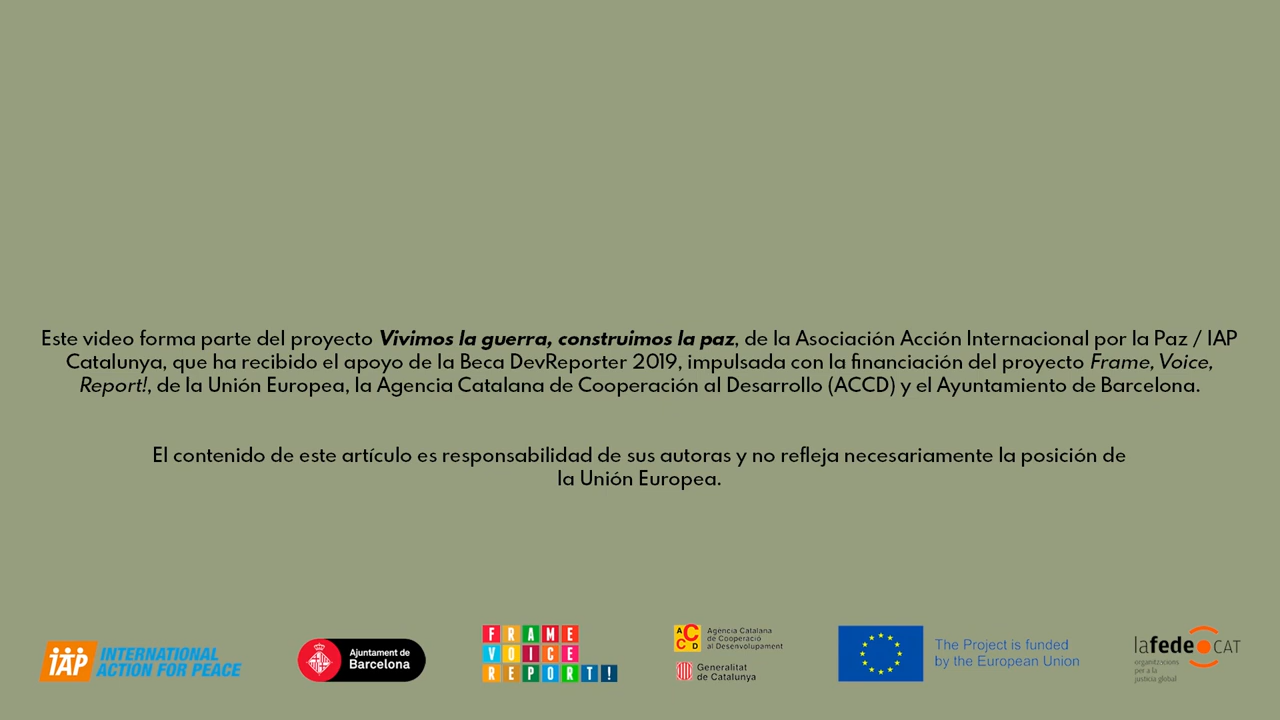 Este video forma parte del proyecto Vivimos la guerra, construimos la paz, de la Asociación Acción Internacional por la Paz / IAP
Catalunya, que ha recibido el apoyo de la Beca DevReporter 2019, impulsada con la financiación del proyecto Frame, Voice,
Report!, de la Unión Europea, la Agencia Catalana de Cooperación al Desarrollo (ACCD) y el Ayuntamiento de Barcelona.
El contenido de este artículo es responsabilidad de sus autoras y no refleja necesariamente la posición de
la Unión Europea.
iAP INTERNATIONAL
ACTION FOR PEACE
Ajuntament de
Barcelona
FRAME
VOICE
REPORT!
ACCD
Agencia Catalana
de Cooperació
al Desenvolupament
Generalitat
de Catalunya
The Project is funded
by the European Union
lafede CAT
organitzacions
per a la
justícia global